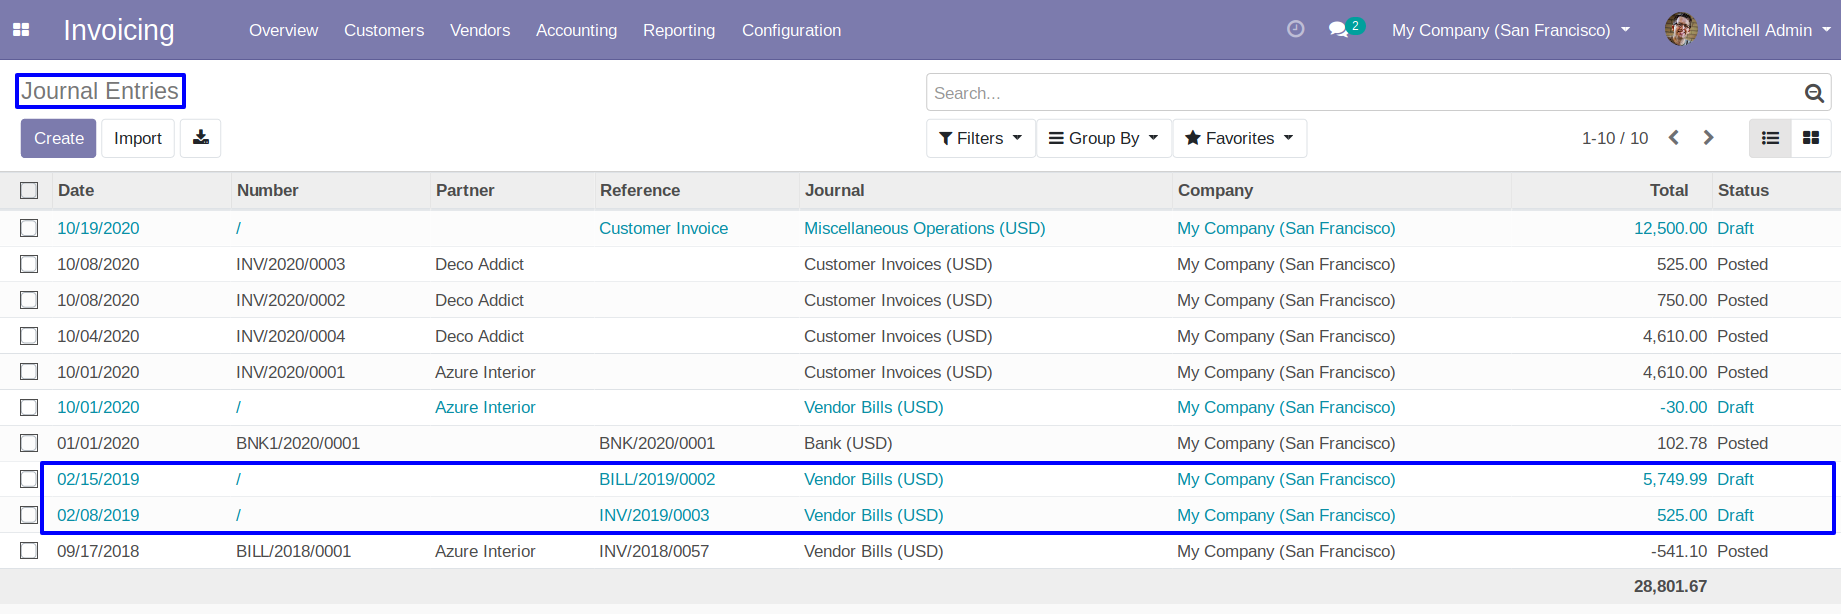 Invoicing Overview Customers Vendors Accounting Reporting Configuration 2 My Company (San Francisco) Mitchell Admin
Journal Entries Search...
Create Import Filters Group By Favorites 1-10 / 10
Date Number Partner Reference Journal Company Total Status
10/19/2020 / Customer Invoice Miscellaneous Operations (USD) My Company (San Francisco) 12,500.00 Draft
10/08/2020 INV/2020/0003 Deco Addict Customer Invoices (USD) My Company (San Francisco) 525.00 Posted
10/08/2020 INV/2020/0002 Deco Addict Customer Invoices (USD) My Company (San Francisco) 750.00 Posted
10/04/2020 INV/2020/0004 Deco Addict Customer Invoices (USD) My Company (San Francisco) 4,610.00 Posted
10/01/2020 INV/2020/0001 Azure Interior Customer Invoices (USD) My Company (San Francisco) 4,610.00 Posted
10/01/2020 / Azure Interior Vendor Bills (USD) My Company (San Francisco) -30.00 Draft
01/01/2020 BNK1/2020/0001 BNK/2020/0001 Bank (USD) My Company (San Francisco) 102.78 Posted
02/15/2019 / BILL/2019/0002 Vendor Bills (USD) My Company (San Francisco) 5,749.99 Draft
02/08/2019 / INV/2019/0003 Vendor Bills (USD) My Company (San Francisco) 525.00 Draft
09/17/2018 BILL/2018/0001 Azure Interior INV/2018/0057 Vendor Bills (USD) My Company (San Francisco) -541.10 Posted
28,801.67